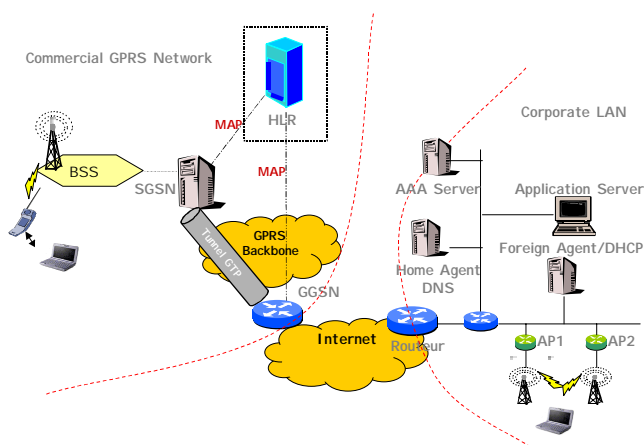 Commercial GPRS Network
HLR
MAP
Corporate LAN
BSS
SGSN
MAP
AAA Server
Application Server
Tunnel GTP
GPRS
Backbone
Home Agent
DNS
Foreign Agent/DHCP
GGSN
Internet
Routeur
AP1
AP2